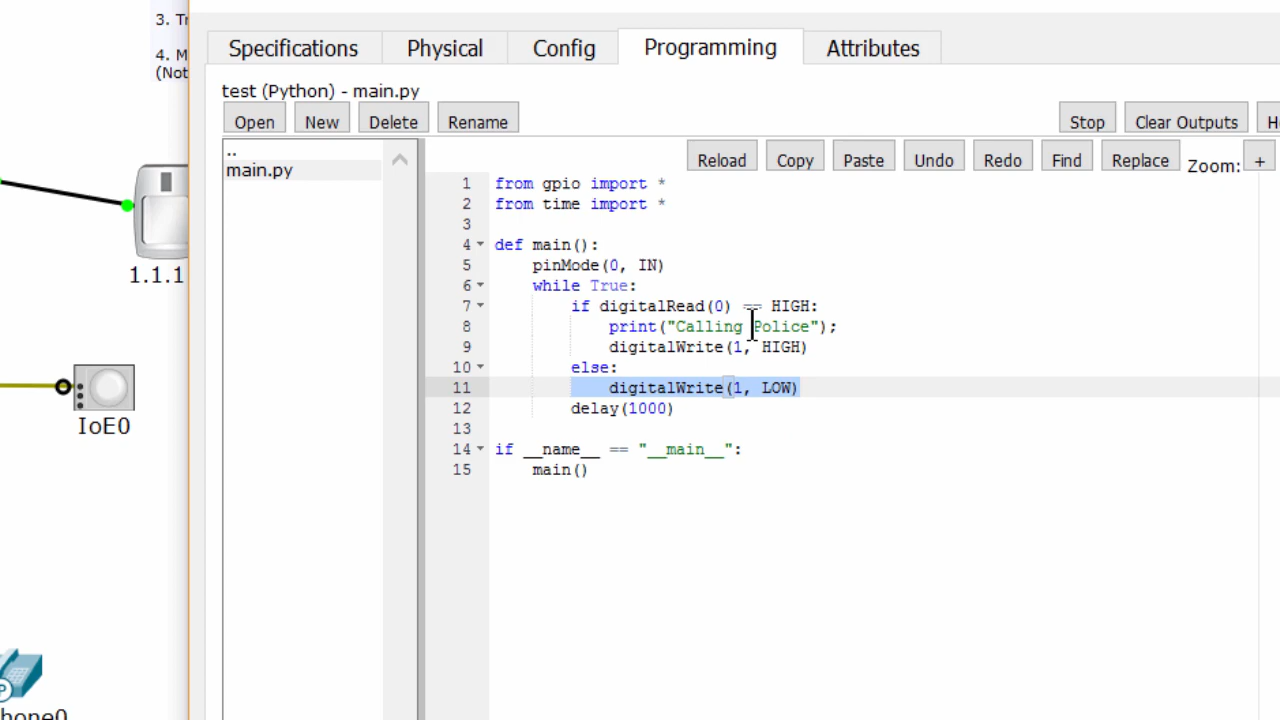 3. Tr
4. M
(Not
Specifications
Physical
Config
Programming
Attributes
test (Python) - main.py
Open
New
Delete
Rename
Stop
Clear Outputs
He
..
main.py
Reload
Copy
Paste
Undo
Redo
Find
Replace
Zoom:
+
1 from gpio import *
2 from time import *
3
4 def main():
5     pinMode(0, IN)
6     while True:
7         if digitalRead(0) == HIGH:
8             print("Calling Police");
9             digitalWrite(1, HIGH)
10         else:
11             digitalWrite(1, LOW)
12         delay(1000)
13
14 if __name__ == "__main__":
15     main()
1.1.1
IoE0
P
hone0